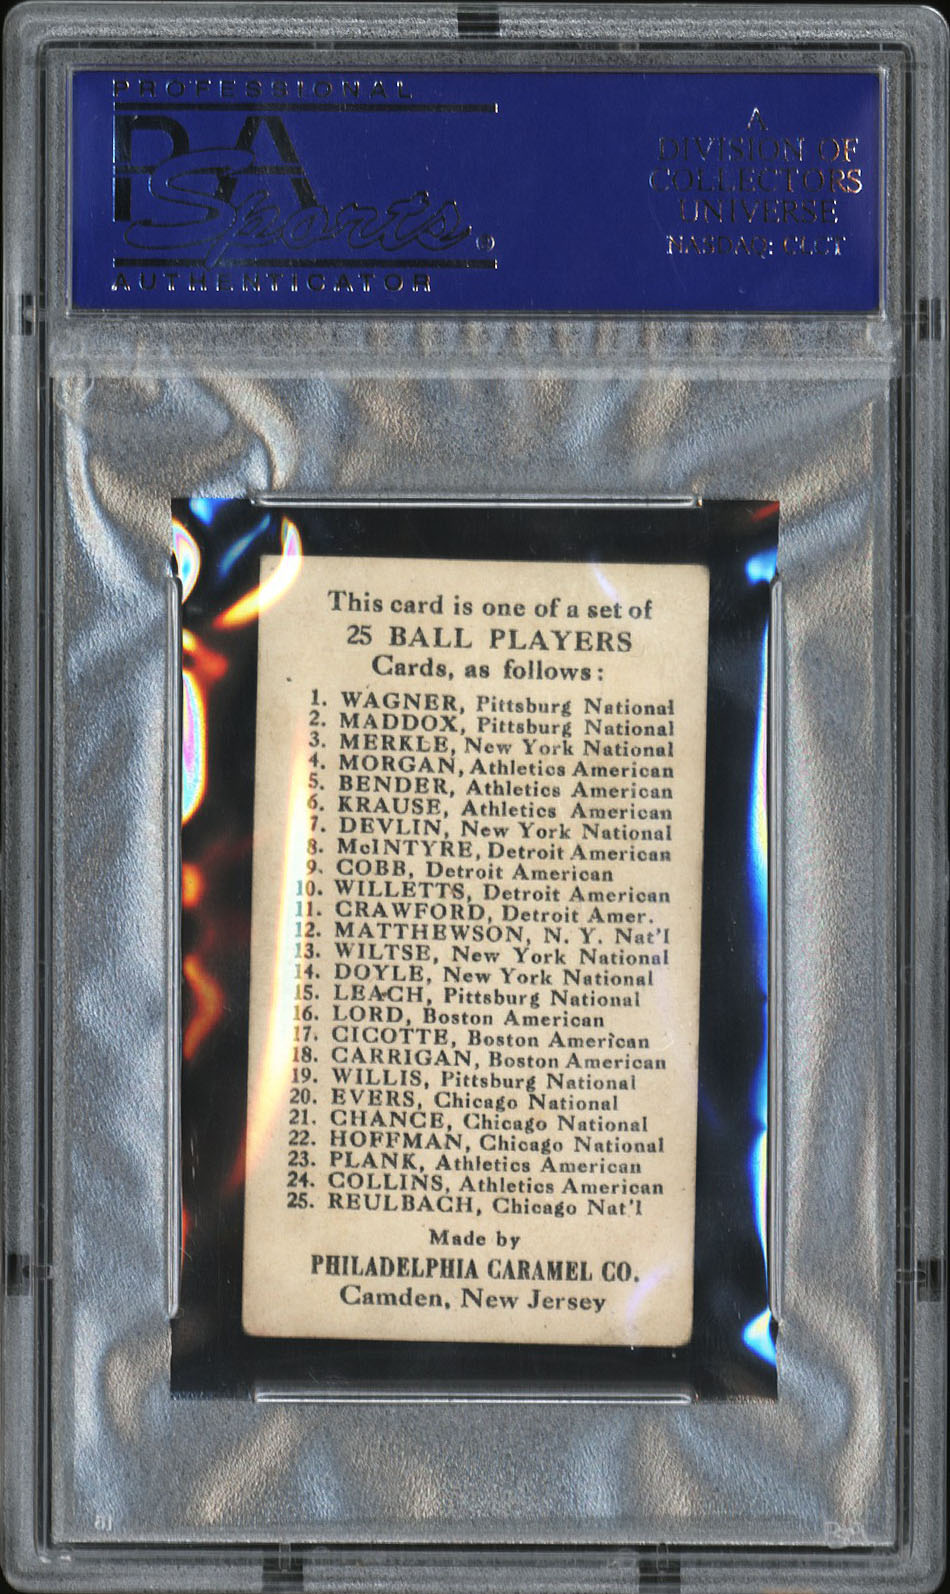 PROFESSIONAL
PSA
Sports ®
AUTHENTICATOR
A
DIVISION OF
COLLECTORS
UNIVERSE
NASDAQ: CLCT
This card is one of a set of
25 BALL PLAYERS
Cards, as follows:
1. WAGNER, Pittsburg National
2. MADDOX, Pittsburg National
3. MERKLE, New York National
4. MORGAN, Athletics American
5. BENDER, Athletics American
6. KRAUSE, Athletics American
7. DEVLIN, New York National
8. McINTYRE, Detroit American
9. COBB, Detroit American
10. WILLETTS, Detroit American
11. CRAWFORD, Detroit Amer.
12. MATTHEWSON, N. Y. Nat'l
13. WILTSE, New York National
14. DOYLE, New York National
15. LEACH, Pittsburg National
16. LORD, Boston American
17. CICOTTE, Boston American
18. CARRIGAN, Boston American
19. WILLIS, Pittsburg National
20. EVERS, Chicago National
21. CHANCE, Chicago National
22. HOFFMAN, Chicago National
23. PLANK, Athletics American
24. COLLINS, Athletics American
25. REULBACH, Chicago Nat'l
Made by
PHILADELPHIA CARAMEL CO.
Camden, New Jersey